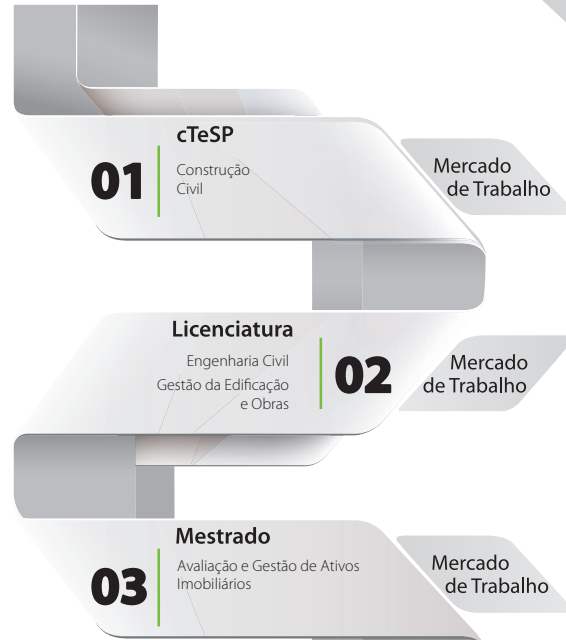 cTeSP
01
Construção
Civil
Mercado
de Trabalho
Licenciatura
Engenharia Civil
Gestão da Edificação
e Obras
02
Mercado
de Trabalho
Mestrado
03
Avaliação e Gestão de Ativos
Imobiliários
Mercado
de Trabalho